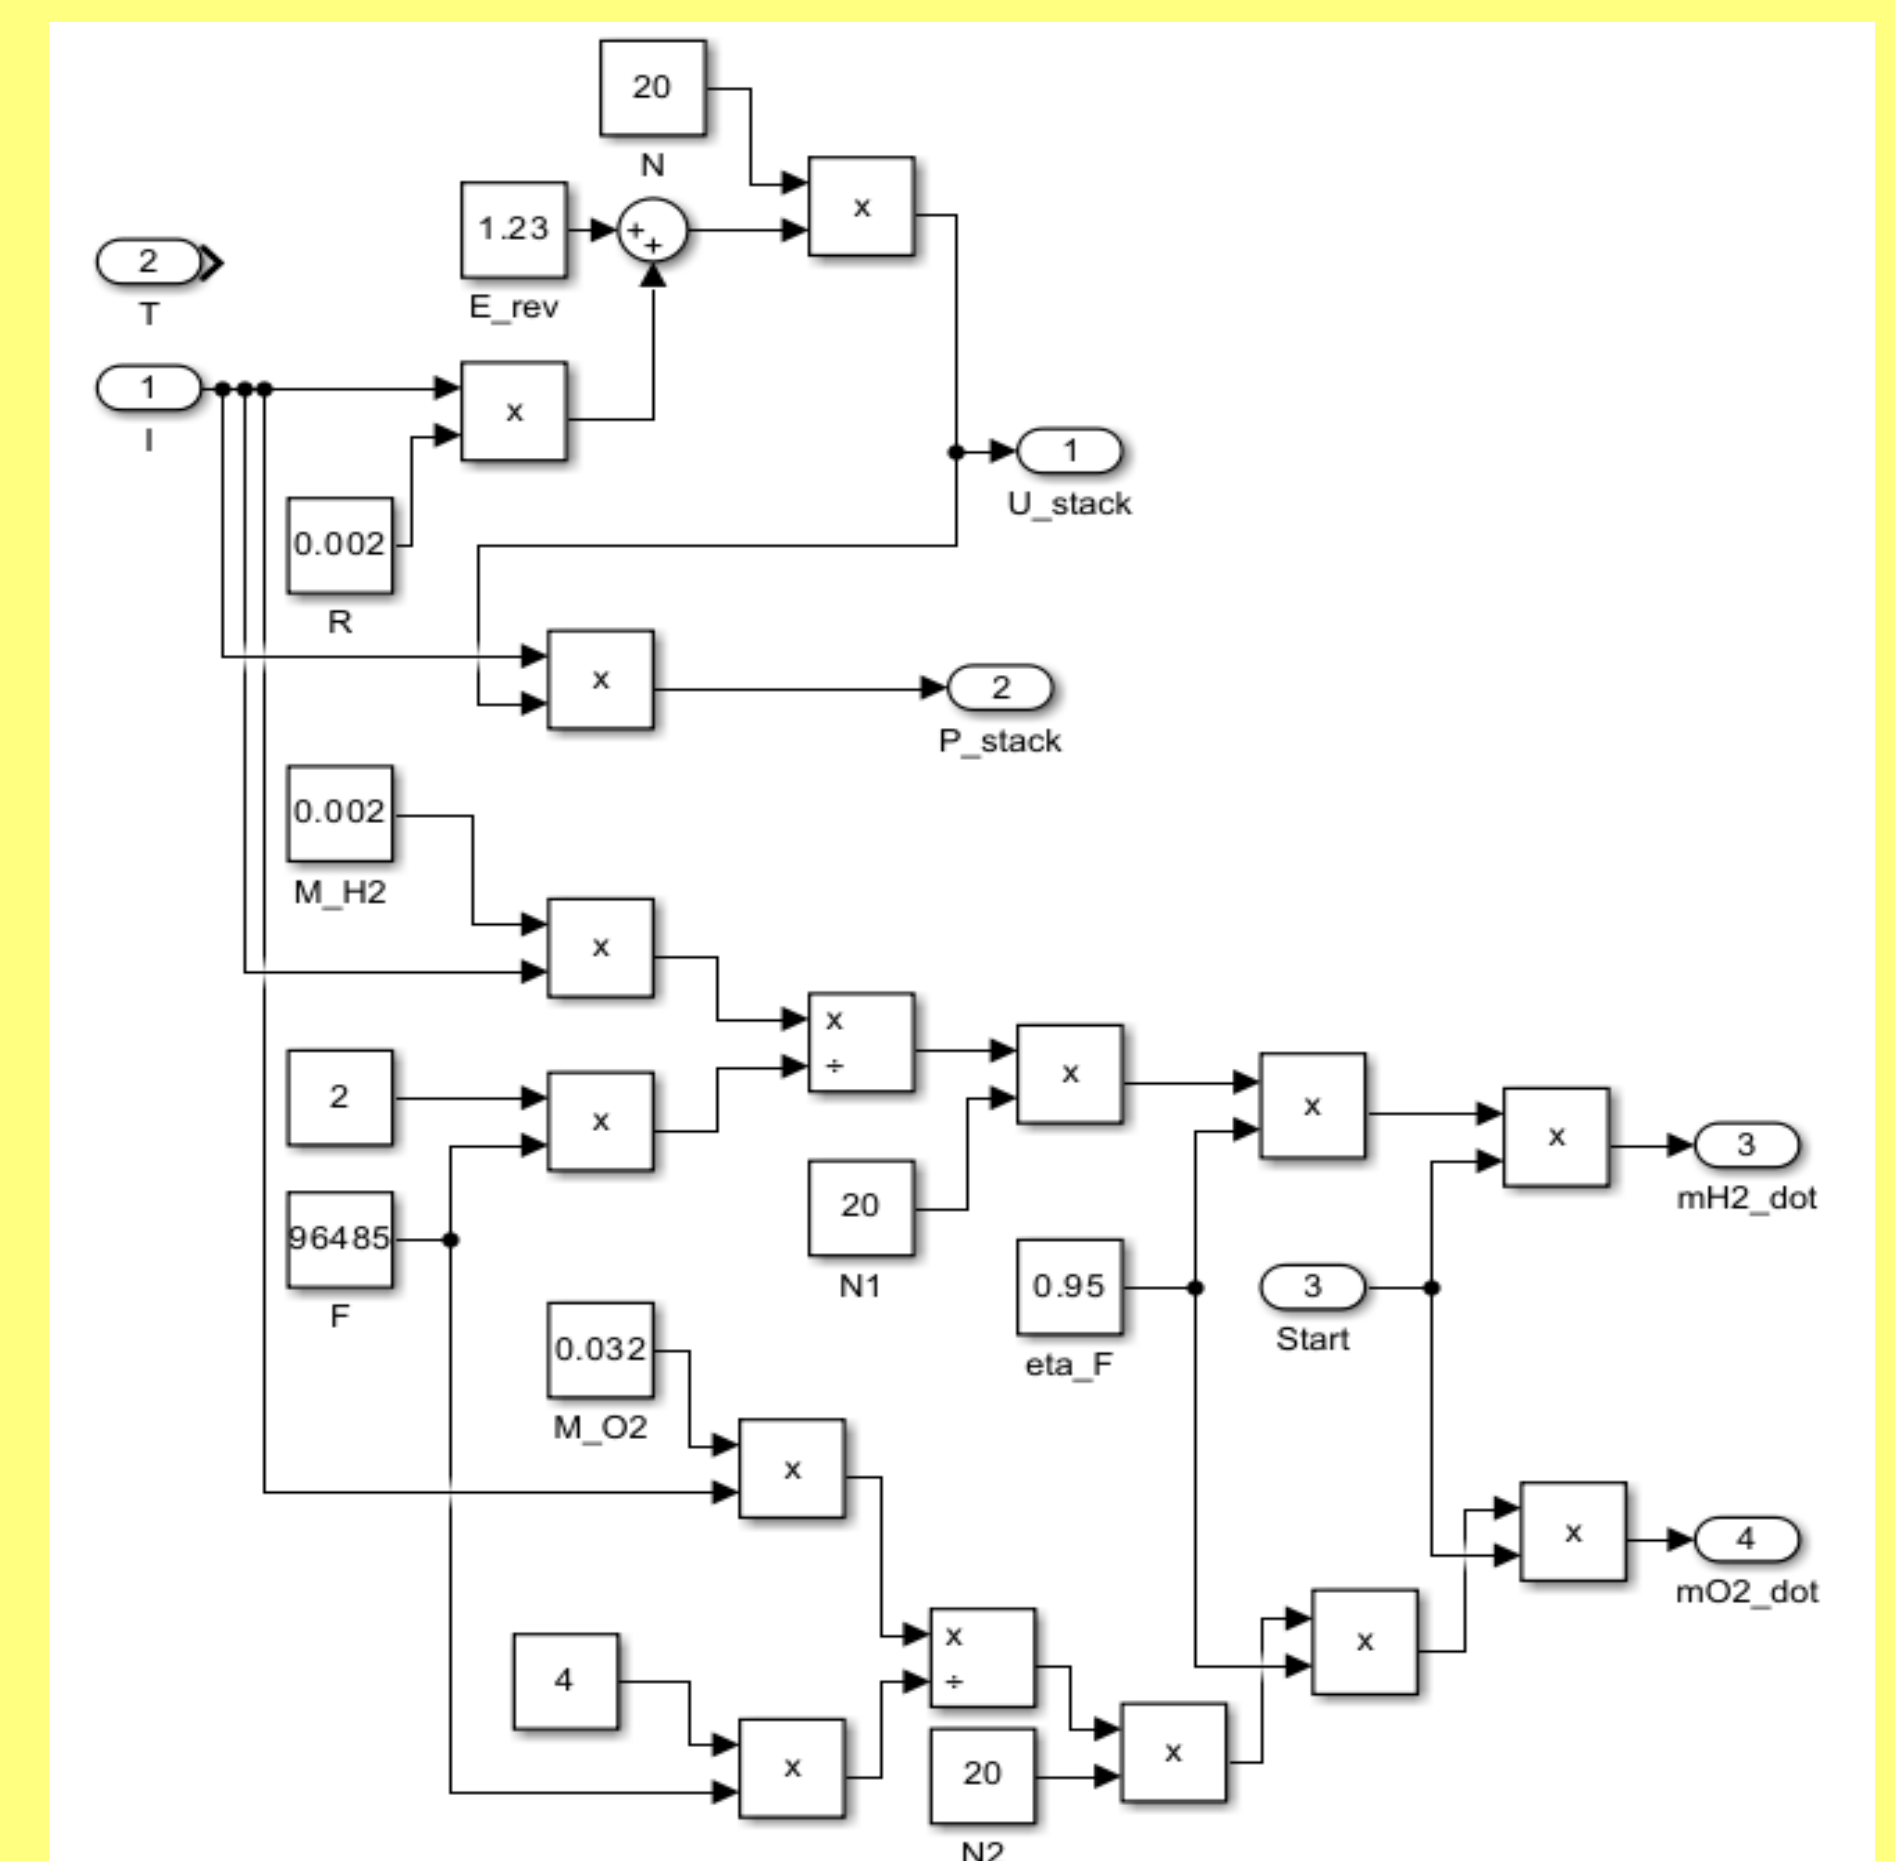 20
N
x
1.23
+
+
E_rev
2
T
1
I
x
0.002
R
1
U_stack
x
2
P_stack
0.002
M_H2
x
x
÷
2
x
x
x
x
3
mH2_dot
20
N1
96485
F
0.95
eta_F
3
Start
0.032
M_O2
x
x
4
mO2_dot
x
÷
x
4
x
x
20
N2